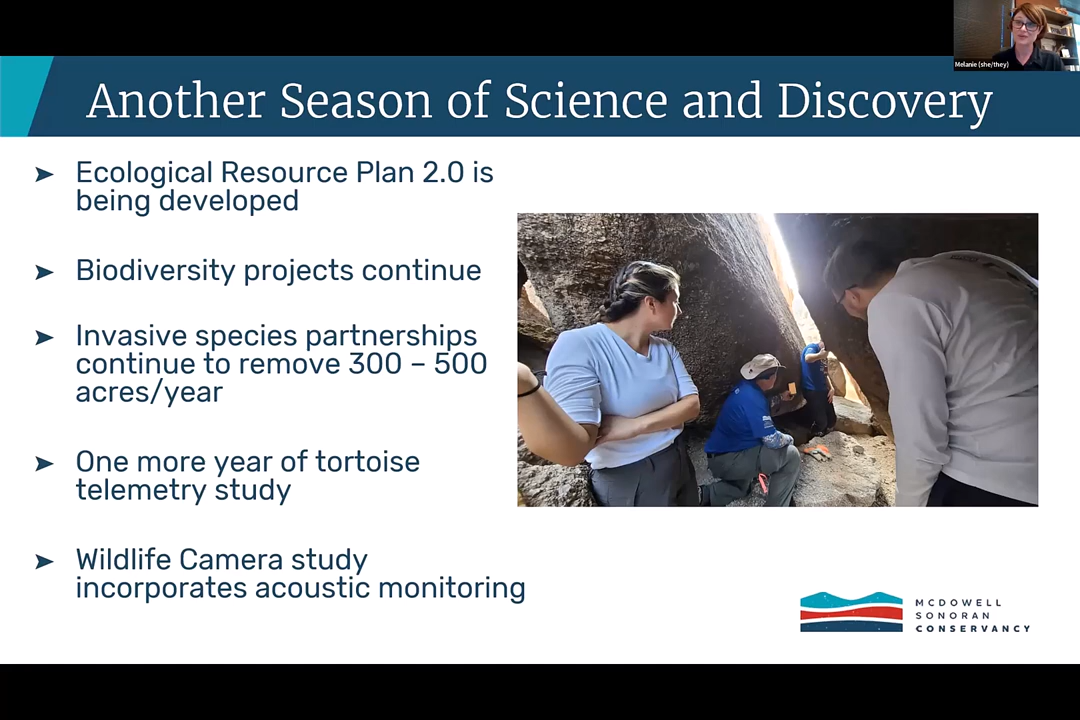 Melanie (she/they)
Another Season of Science and Discovery
Ecological Resource Plan 2.0 is
being developed
Biodiversity projects continue
Invasive species partnerships
continue to remove 300 – 500
acres/year
One more year of tortoise
telemetry study
Wildlife Camera study
incorporates acoustic monitoring
MCDOWELL
SONORAN
CONSERVANCY